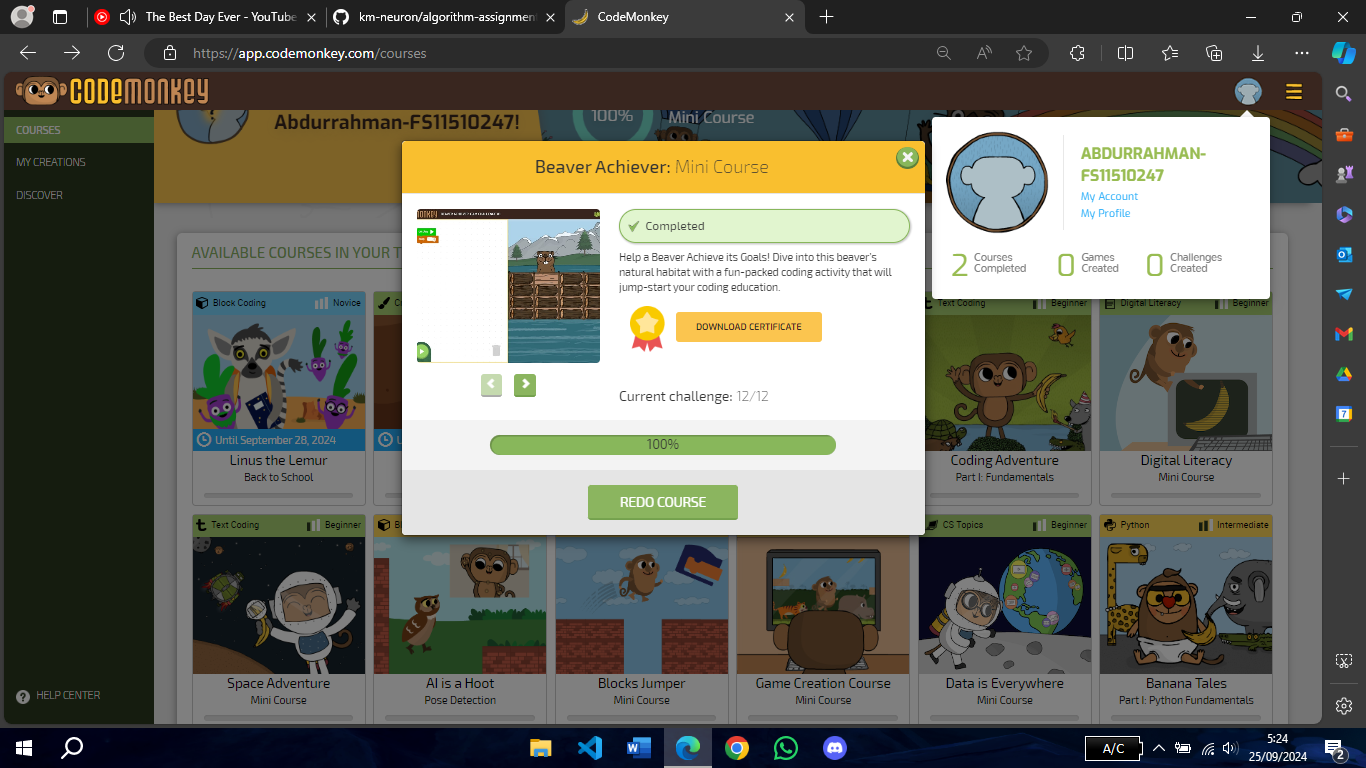 The Best Day Ever - YouTube
km-neuron/algorithm-assignment
CodeMonkey
https://app.codemonkey.com/courses
CODEMONKEY
COURSES
MY CREATIONS
DISCOVER
HELP CENTER
Abdurrahman-FS11510247!
100%
Mini Course
ABDURRAHMAN-
FS11510247
My Account
My Profile
2 Courses Completed
0 Games Created
0 Challenges Created
Beaver Achiever: Mini Course
Completed
Help a Beaver Achieve its Goals! Dive into this beaver's
natural habitat with a fun-packed coding activity that will
jump-start your coding education.
DOWNLOAD CERTIFICATE
Current challenge: 12/12
100%
REDO COURSE
AVAILABLE COURSES IN YOUR T
Block Coding
Novice
Until September 28, 2024
Linus the Lemur
Back to School
Text Coding
Beginner
Coding Adventure
Part I: Fundamentals
Digital Literacy
Beginner
Digital Literacy
Mini Course
Text Coding
Beginner
Space Adventure
Mini Course
AI is a Hoot
Pose Detection
Blocks Jumper
Mini Course
Game Creation Course
Mini Course
CS Topics
Beginner
Data is Everywhere
Mini Course
Python
Intermediate
Banana Tales
Part I: Python Fundamentals
A/C
5:24
25/09/2024
2